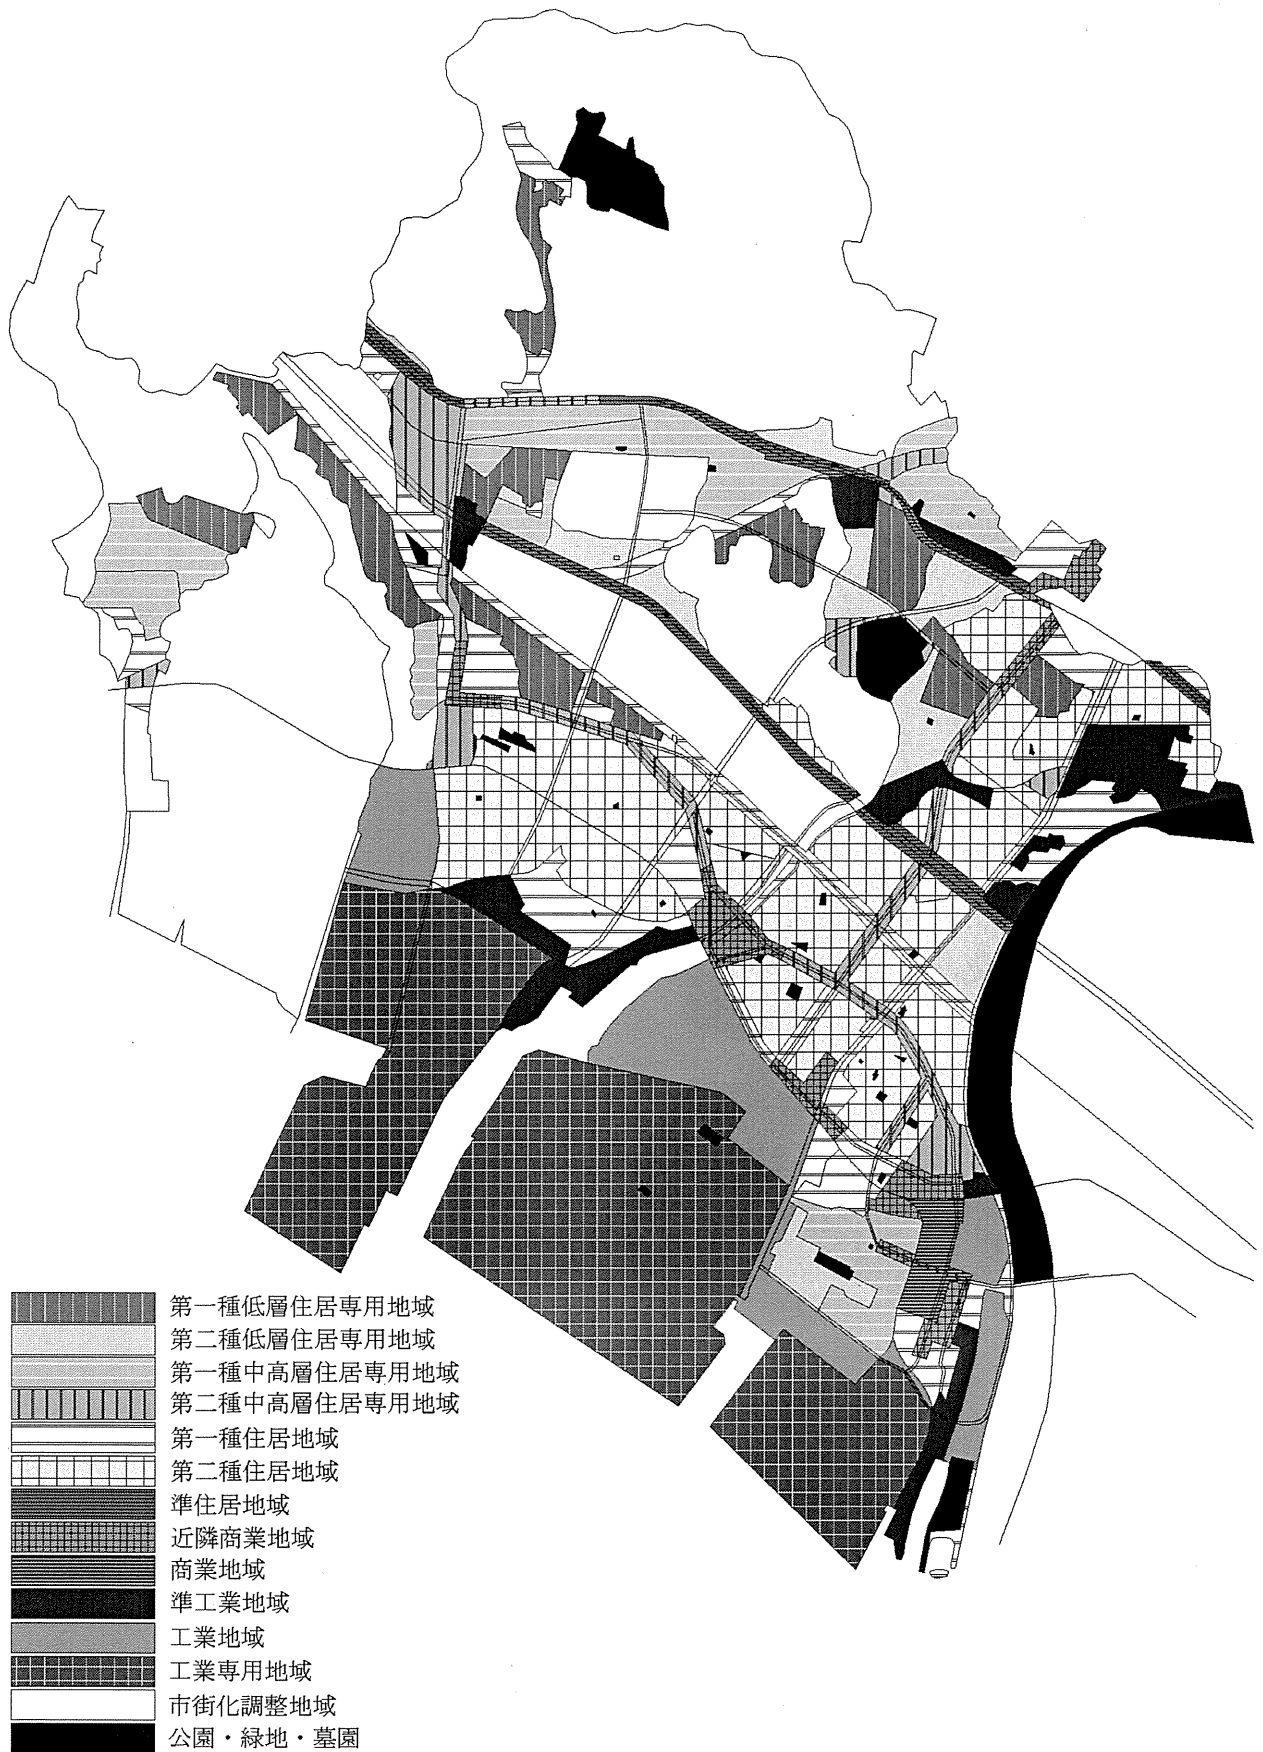 第一種低層住居専用地域
第二種低層住居専用地域
第一種中高層住居専用地域
第二種中高層住居専用地域
第一種住居地域
第二種住居地域
準住居地域
近隣商業地域
商業地域
準工業地域
工業地域
工業専用地域
市街化調整地域
公園・緑地・墓園